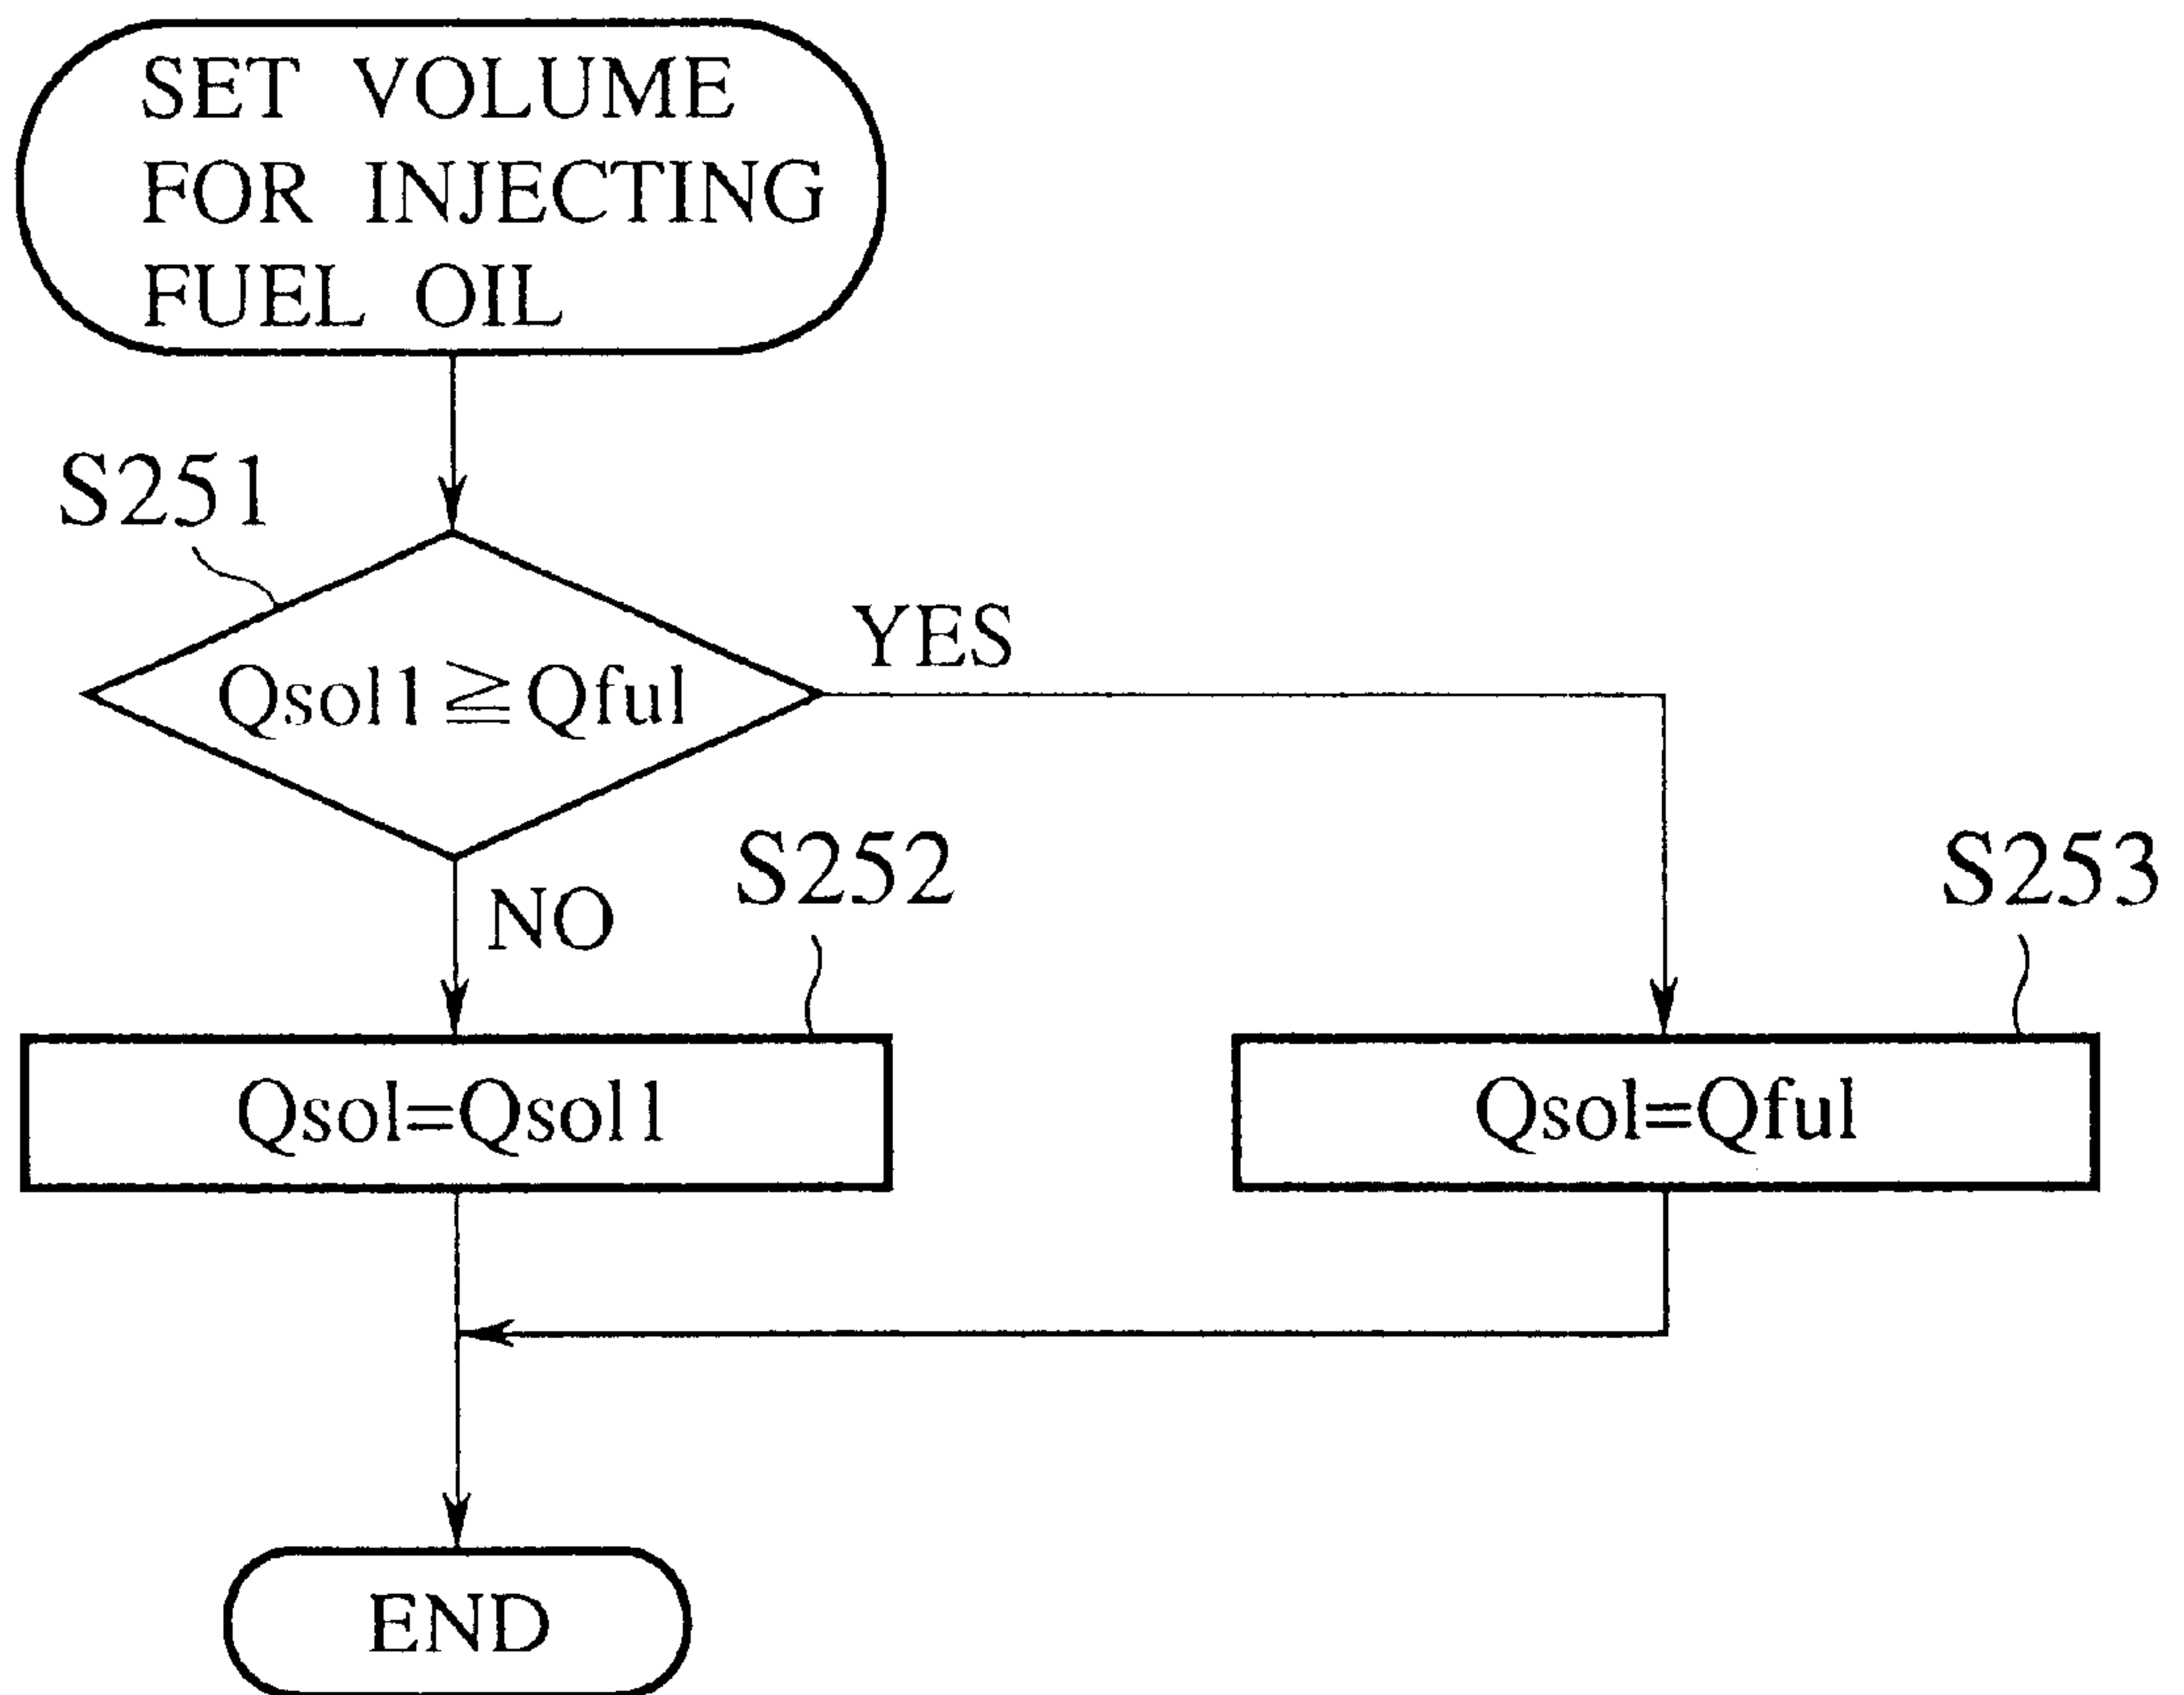 SET VOLUME
FOR INJECTING
FUEL OIL
S251
YES
Qsol1≧Qful
S252
S253
NO
Qsol=Qsol1
Qsol=Qful
END